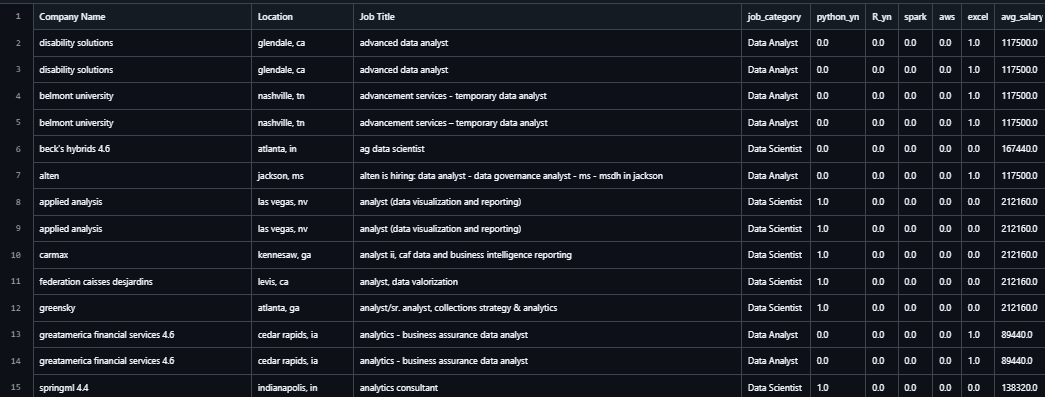 1 Company Name Location Job Title job_category python_yn R_yn spark aws excel avg_salary
2 disability solutions glendale, ca advanced data analyst Data Analyst 0.0 0.0 0.0 0.0 1.0 117500.0
3 disability solutions glendale, ca advanced data analyst Data Analyst 0.0 0.0 0.0 0.0 1.0 117500.0
4 belmont university nashville, tn advancement services - temporary data analyst Data Analyst 0.0 0.0 0.0 0.0 1.0 117500.0
5 belmont university nashville, tn advancement services – temporary data analyst Data Analyst 0.0 0.0 0.0 0.0 1.0 117500.0
6 beck's hybrids 4.6 atlanta, in ag data scientist Data Scientist 0.0 0.0 0.0 0.0 0.0 167440.0
7 alten jackson, ms alten is hiring: data analyst - data governance analyst - ms - msdh in jackson Data Analyst 0.0 0.0 0.0 0.0 1.0 117500.0
8 applied analysis las vegas, nv analyst (data visualization and reporting) Data Scientist 1.0 0.0 0.0 0.0 0.0 212160.0
9 applied analysis las vegas, nv analyst (data visualization and reporting) Data Scientist 1.0 0.0 0.0 0.0 0.0 212160.0
10 carmax kennesaw, ga analyst ii, caf data and business intelligence reporting Data Scientist 1.0 0.0 0.0 0.0 0.0 212160.0
11 federation caisses desjardins levis, ca analyst, data valorization Data Scientist 1.0 0.0 0.0 0.0 0.0 212160.0
12 greensky atlanta, ga analyst/sr. analyst, collections strategy & analytics Data Scientist 1.0 0.0 0.0 0.0 0.0 212160.0
13 greatamerica financial services 4.6 cedar rapids, ia analytics - business assurance data analyst Data Analyst 0.0 0.0 0.0 0.0 1.0 89440.0
14 greatamerica financial services 4.6 cedar rapids, ia analytics - business assurance data analyst Data Analyst 0.0 0.0 0.0 0.0 1.0 89440.0
15 springml 4.4 indianapolis, in analytics consultant Data Scientist 1.0 0.0 0.0 0.0 0.0 138320.0